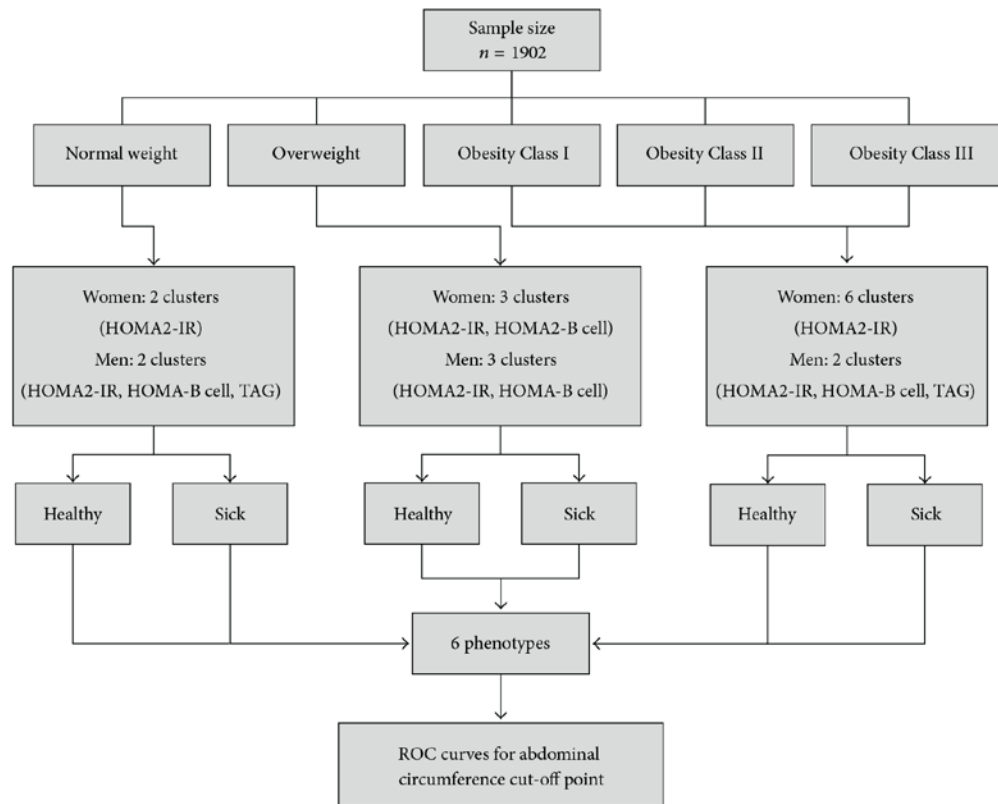 Sample size
n = 1902
Normal weight
Overweight
Obesity Class I
Obesity Class II
Obesity Class III
Women: 2 clusters
(HOMA2-IR)
Men: 2 clusters
(HOMA2-IR, HOMA-B cell, TAG)
Women: 3 clusters
(HOMA2-IR, HOMA2-B cell)
Men: 3 clusters
(HOMA2-IR, HOMA-B cell)
Women: 6 clusters
(HOMA2-IR)
Men: 2 clusters
(HOMA2-IR, HOMA-B cell, TAG)
Healthy
Sick
Healthy
Sick
Healthy
Sick
6 phenotypes
ROC curves for abdominal
circumference cut-off point